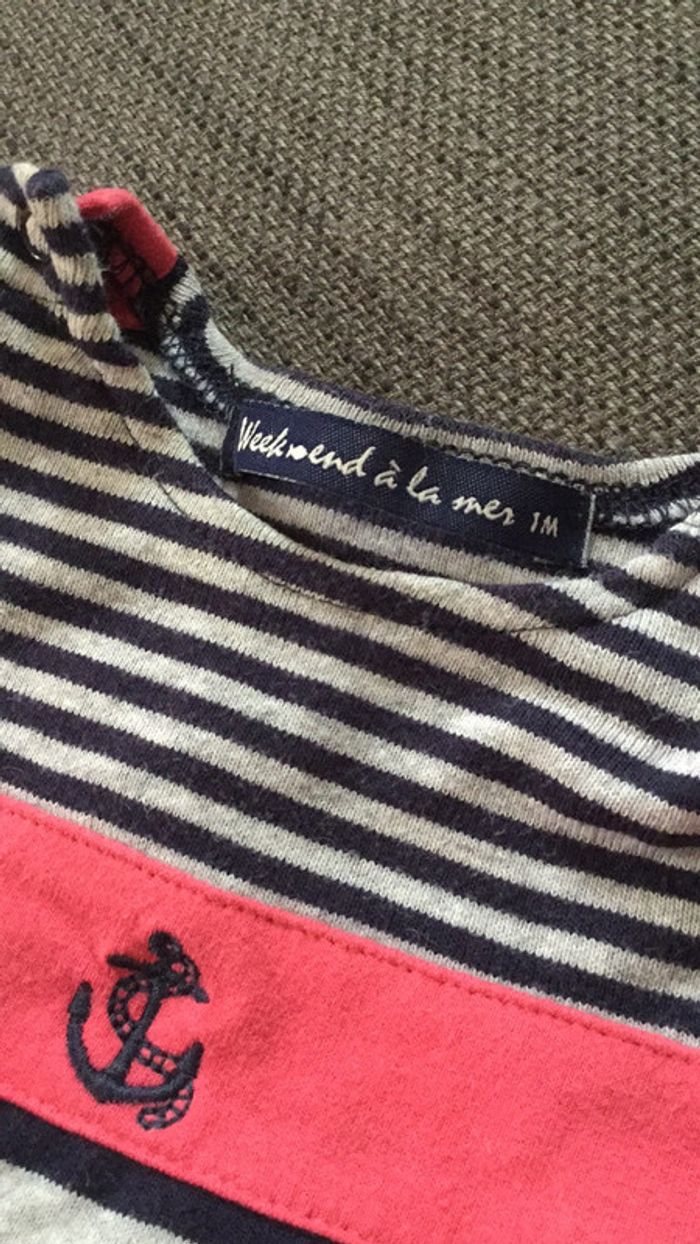 Week-end à la mer 1M